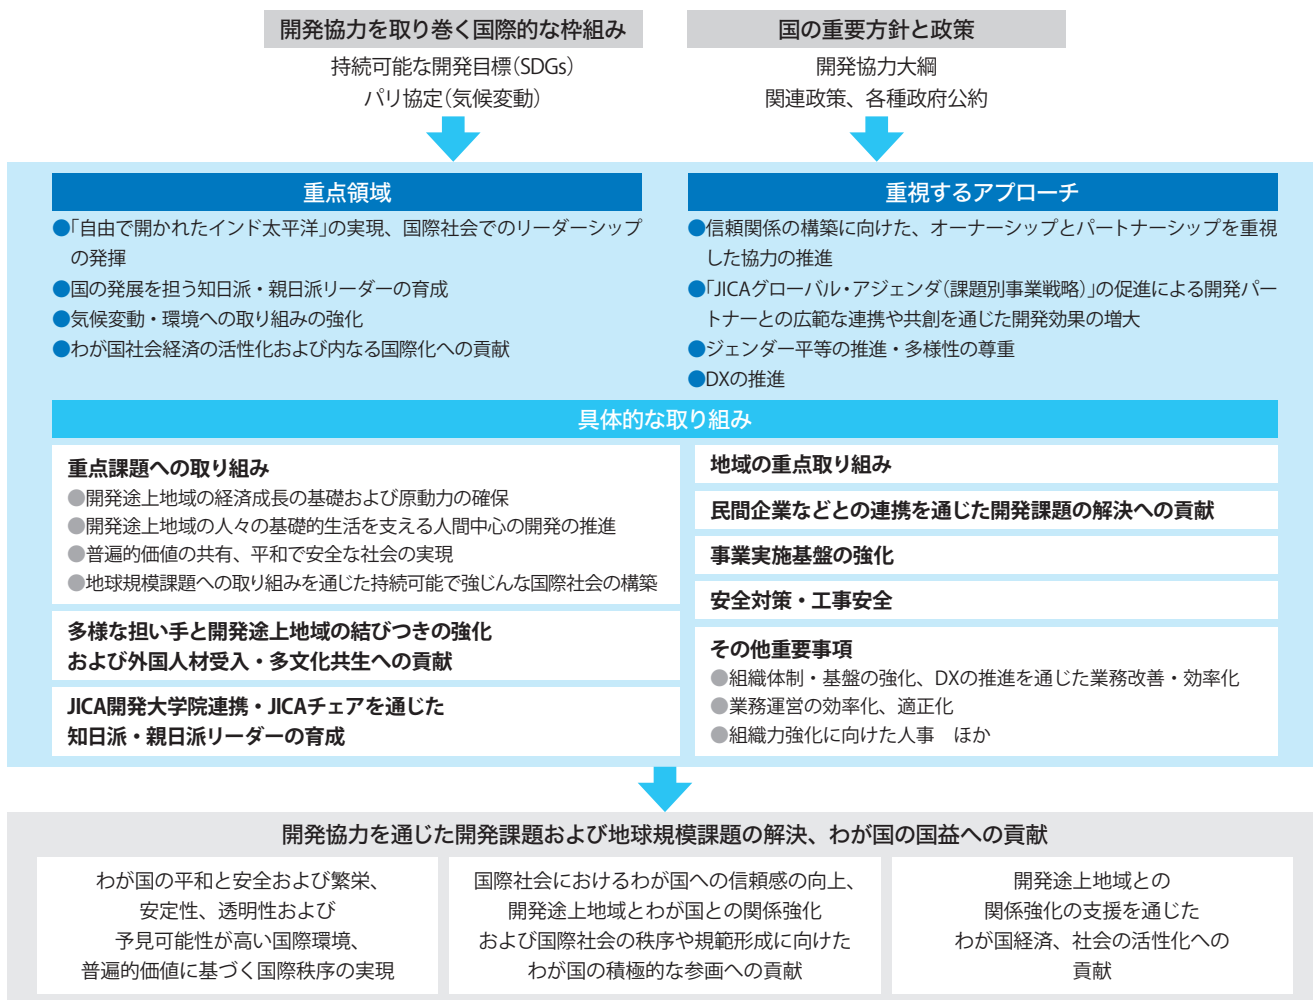 開発協力を取り巻く国際的な枠組み
持続可能な開発目標（SDGs）
パリ協定（気候変動）
国の重要方針と政策
開発協力大綱
関連政策、各種政府公約
重点領域
●「自由で開かれたインド太平洋」の実現、国際社会でのリーダーシップ
の発揮
●国の発展を担う知日派・親日派リーダーの育成
●気候変動・環境への取り組みの強化
●わが国社会経済の活性化および内なる国際化への貢献
重視するアプローチ
●信頼関係の構築に向けた、オーナーシップとパートナーシップを重視
した協力の推進
●「JICAグローバル・アジェンダ（課題別事業戦略）」の促進による開発パー
トナーとの広範な連携や共創を通じた開発効果の増大
●ジェンダー平等の推進・多様性の尊重
●DXの推進
具体的な取り組み
重点課題への取り組み
●開発途上地域の経済成長の基礎および原動力の確保
●開発途上地域の人々の基礎的生活を支える人間中心の開発の推進
●普遍的価値の共有、平和で安全な社会の実現
●地球規模課題への取り組みを通じた持続可能で強じんな国際社会の構築
多様な担い手と開発途上地域の結びつきの強化
および外国人材受入・多文化共生への貢献
JICA開発大学院連携・JICAチェアを通じた
知日派・親日派リーダーの育成
地域の重点取り組み
民間企業などとの連携を通じた開発課題の解決への貢献
事業実施基盤の強化
安全対策・工事安全
その他重要事項
●組織体制・基盤の強化、DXの推進を通じた業務改善・効率化
●業務運営の効率化、適正化
●組織力強化に向けた人事　ほか
開発協力を通じた開発課題および地球規模課題の解決、わが国の国益への貢献
わが国の平和と安全および繁栄、
安定性、透明性および
予見可能性が高い国際環境、
普遍的価値に基づく国際秩序の実現
国際社会におけるわが国への信頼感の向上、
開発途上地域とわが国との関係強化
および国際社会の秩序や規範形成に向けた
わが国の積極的な参画への貢献
開発途上地域との
関係強化の支援を通じた
わが国経済、社会の活性化への
貢献